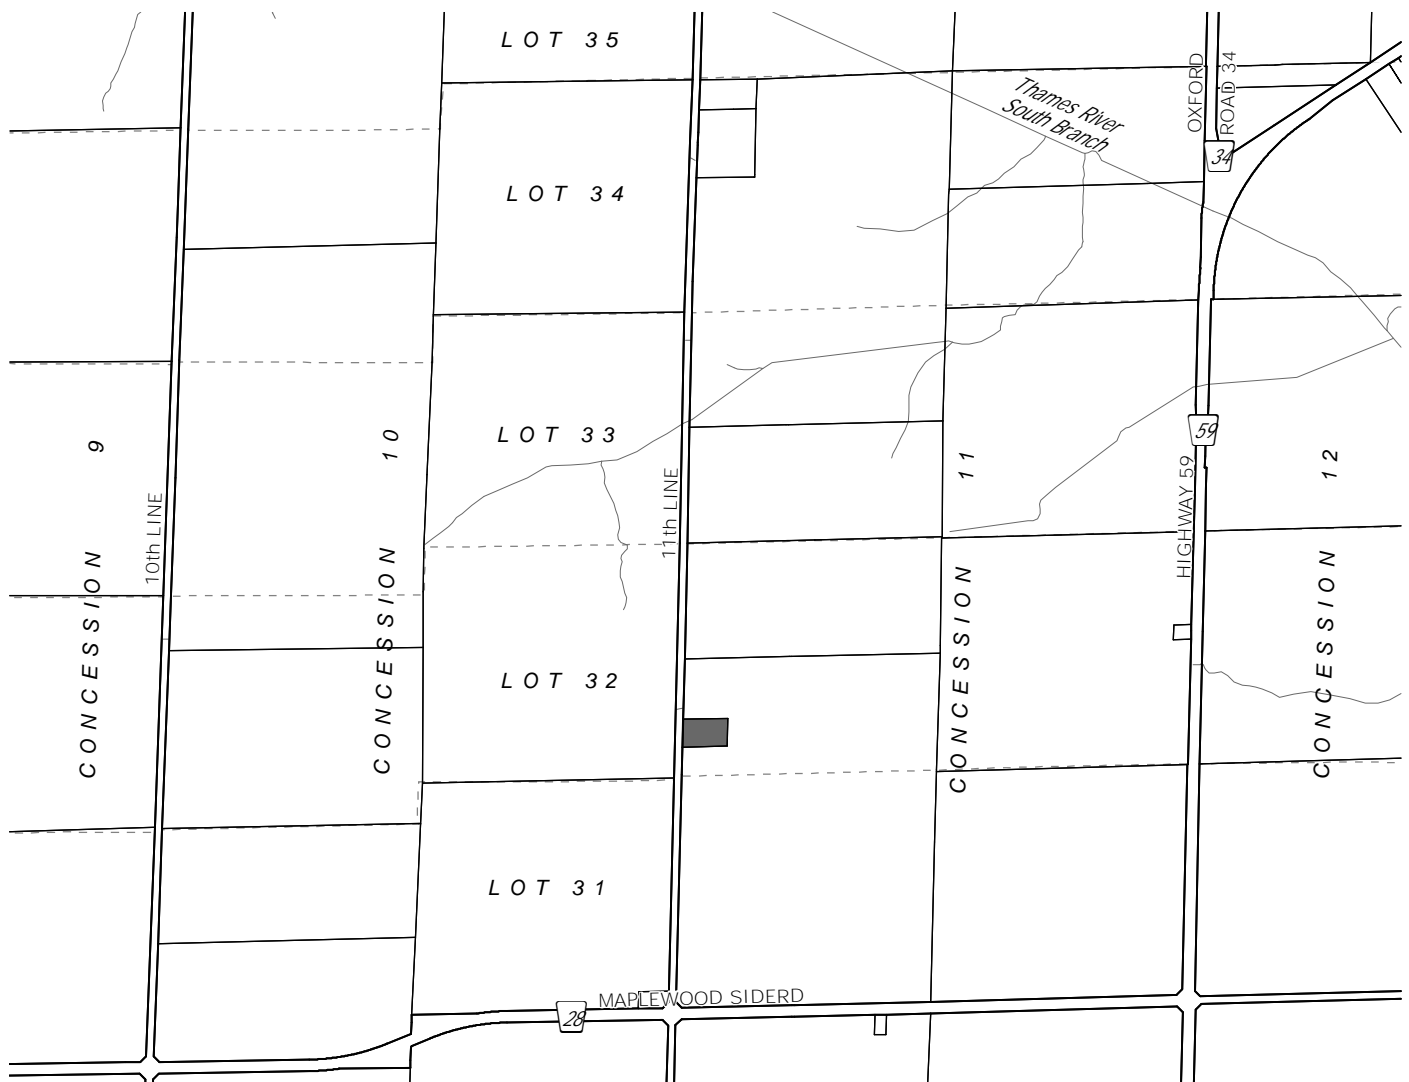 LOT 35
OXFORD
ROAD 34
Thames River
South Branch
34
LOT 34
LOT 33
59
9
10
11
12
10th LINE
11th LINE
HIGHWAY 59
CONCESSION
CONCESSION
CONCESSION
CONCESSION
LOT 32
LOT 31
MAPLEWOOD SIDERD
28